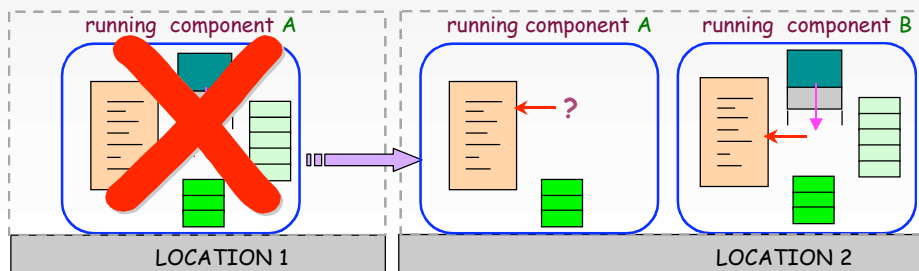 running component A
running component A
running component B
?
LOCATION 1
LOCATION 2